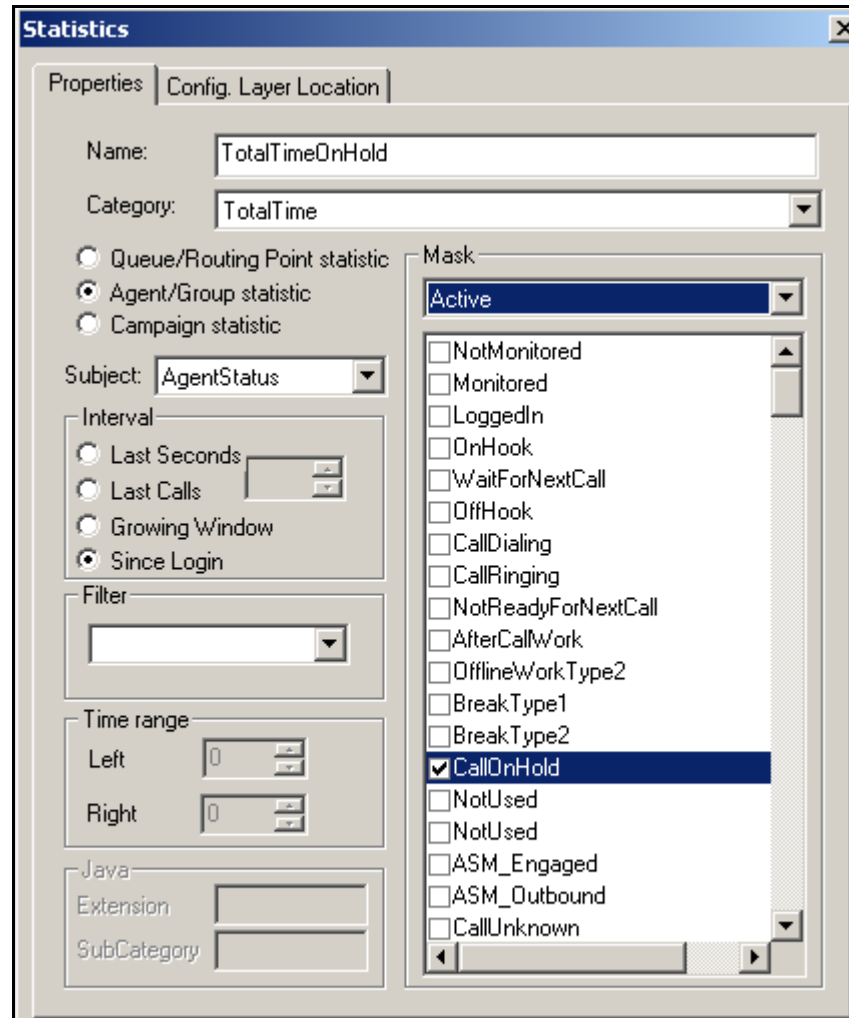 Statistics
Properties
Config. Layer Location
Name: TotalTimeOnHold
Category: TotalTime
Queue/Routing Point statistic
Agent/Group statistic
Campaign statistic
Subject: AgentStatus
Interval
Last Seconds
Last Calls
Growing Window
Since Login
Filter
Time range
Left 0
Right 0
Java
Extension
SubCategory
Mask
Active
NotMonitored
Monitored
LoggedIn
OnHook
WaitForNextCall
OffHook
CallDialing
CallRinging
NotReadyForNextCall
AfterCallWork
OfflineWorkType2
BreakType1
BreakType2
CallOnHold
NotUsed
NotUsed
ASM_Engaged
ASM_Outbound
CallUnknown